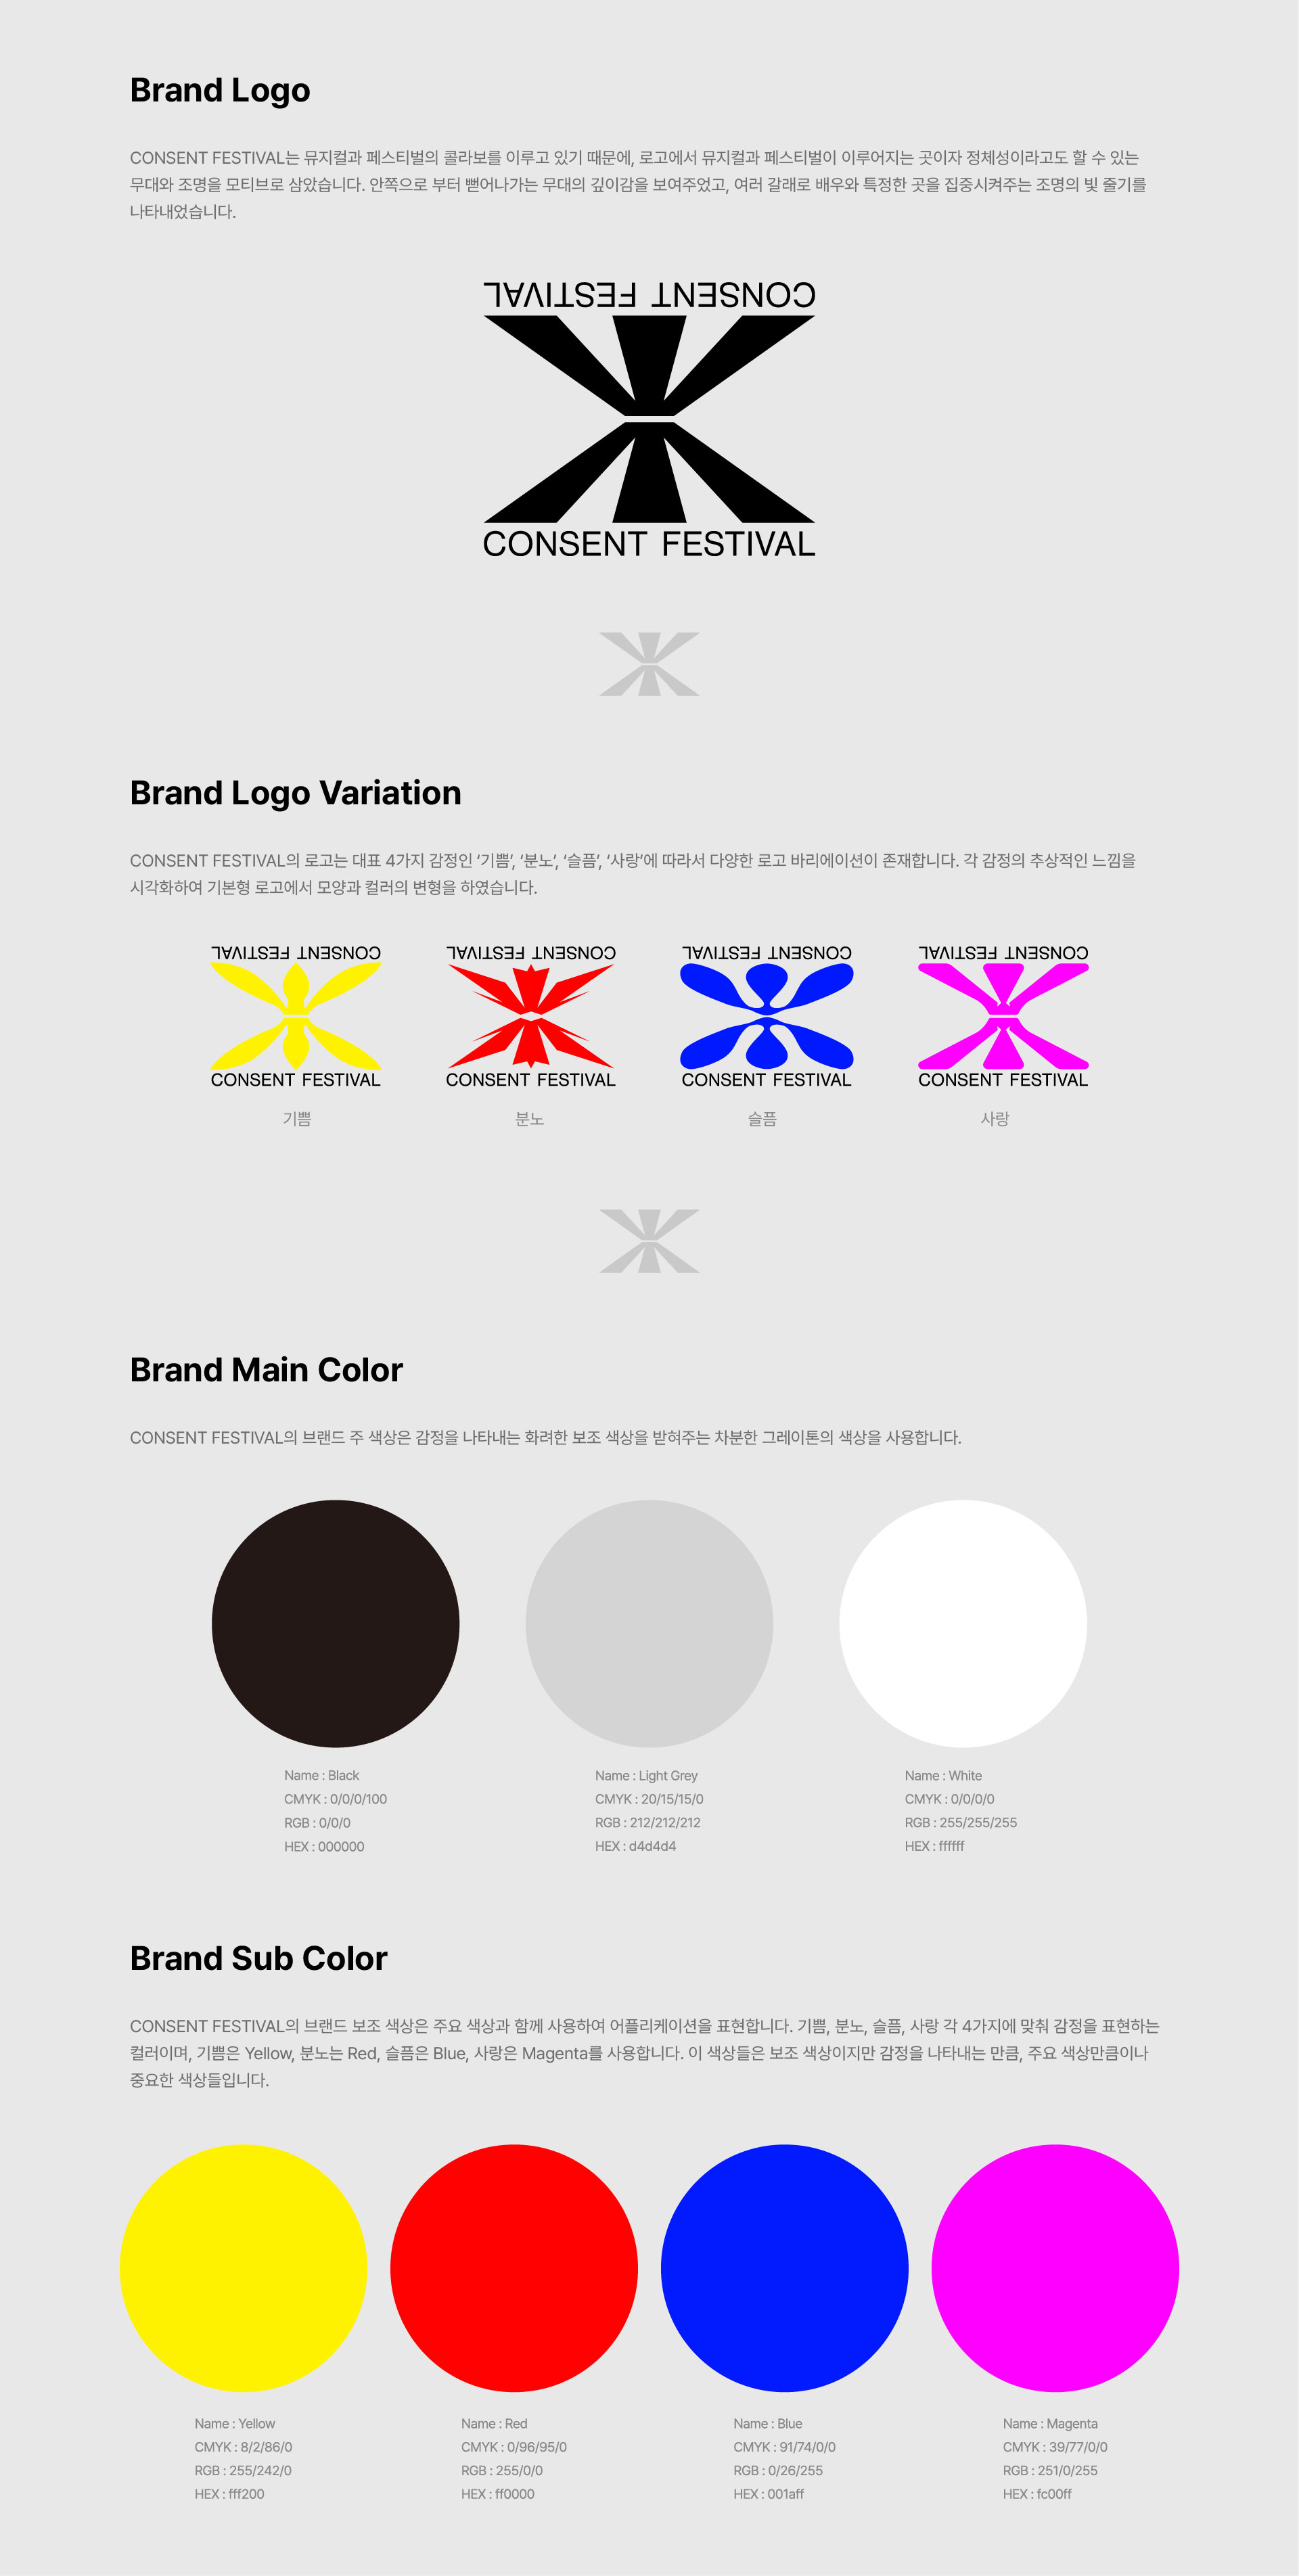 Brand Logo
CONSENT FESTIVAL는 뮤지컬과 페스티벌의 콜라보를 이루고 있기 때문에, 로고에서 뮤지컬과 페스티벌이 이루어지는 곳이자 정체성이라고도 할 수 있는
무대와 조명을 모티브로 삼았습니다. 안쪽으로 부터 뻗어나가는 무대의 깊이감을 보여주었고, 여러 갈래로 배우와 특정한 곳을 집중시켜주는 조명의 빛 줄기를
나타내었습니다.
CONSENT FESTIVAL
CONSENT FESTIVAL
Brand Logo Variation
CONSENT FESTIVAL의 로고는 대표 4가지 감정인 ‘기쁨’, ‘분노’, ‘슬픔’, ‘사랑’에 따라서 다양한 로고 바리에이션이 존재합니다. 각 감정의 추상적인 느낌을
시각화하여 기본형 로고에서 모양과 컬러의 변형을 하였습니다.
CONSENT FESTIVAL
CONSENT FESTIVAL
기쁨
CONSENT FESTIVAL
CONSENT FESTIVAL
분노
CONSENT FESTIVAL
CONSENT FESTIVAL
슬픔
CONSENT FESTIVAL
CONSENT FESTIVAL
사랑
Brand Main Color
CONSENT FESTIVAL의 브랜드 주 색상은 감정을 나타내는 화려한 보조 색상을 받혀주는 차분한 그레이톤의 색상을 사용합니다.
Name : Black
CMYK : 0/0/0/100
RGB : 0/0/0
HEX : 000000
Name : Light Grey
CMYK : 20/15/15/0
RGB : 212/212/212
HEX : d4d4d4
Name : White
CMYK : 0/0/0/0
RGB : 255/255/255
HEX : ffffff
Brand Sub Color
CONSENT FESTIVAL의 브랜드 보조 색상은 주요 색상과 함께 사용하여 어플리케이션을 표현합니다. 기쁨, 분노, 슬픔, 사랑 각 4가지에 맞춰 감정을 표현하는
컬러이며, 기쁨은 Yellow, 분노는 Red, 슬픔은 Blue, 사랑은 Magenta를 사용합니다. 이 색상들은 보조 색상이지만 감정을 나타내는 만큼, 주요 색상만큼이나
중요한 색상들입니다.
Name : Yellow
CMYK : 8/2/86/0
RGB : 255/242/0
HEX : fff200
Name : Red
CMYK : 0/96/95/0
RGB : 255/0/0
HEX : ff0000
Name : Blue
CMYK : 91/74/0/0
RGB : 0/26/255
HEX : 001aff
Name : Magenta
CMYK : 39/77/0/0
RGB : 251/0/255
HEX : fc00ff